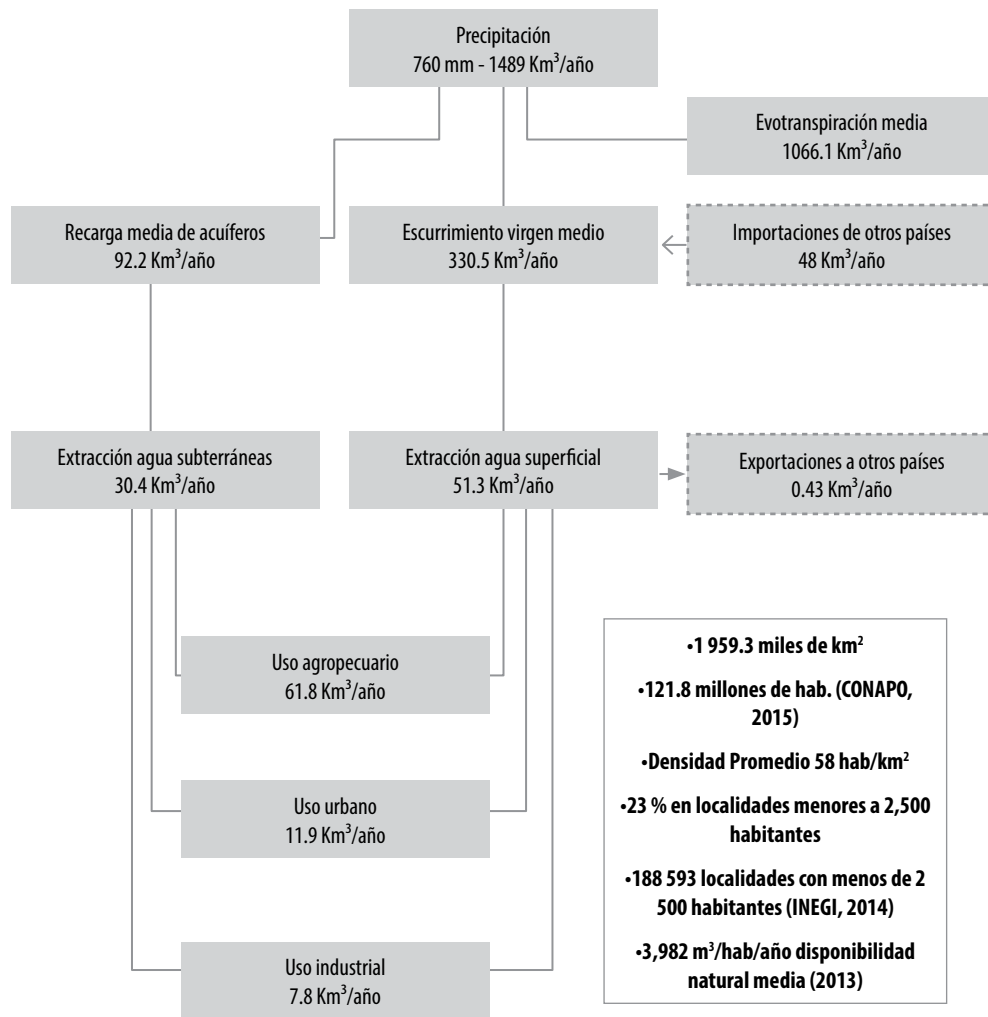 Precipitación
760 mm - 1489 Km³/año
Evotranspiración media
1066.1 Km³/año
Recarga media de acuíferos
92.2 Km³/año
Escurrimiento virgen medio
330.5 Km³/año
Importaciones de otros países
48 Km³/año
Extracción agua subterráneas
30.4 Km³/año
Extracción agua superficial
51.3 Km³/año
Exportaciones a otros países
0.43 Km³/año
Uso agropecuario
61.8 Km³/año
Uso urbano
11.9 Km³/año
Uso industrial
7.8 Km³/año
•1 959.3 miles de km²
•121.8 millones de hab. (CONAPO,
2015)
•Densidad Promedio 58 hab/km²
•23 % en localidades menores a 2,500
habitantes
•188 593 localidades con menos de 2
500 habitantes (INEGI, 2014)
•3,982 m³/hab/año disponibilidad
natural media (2013)